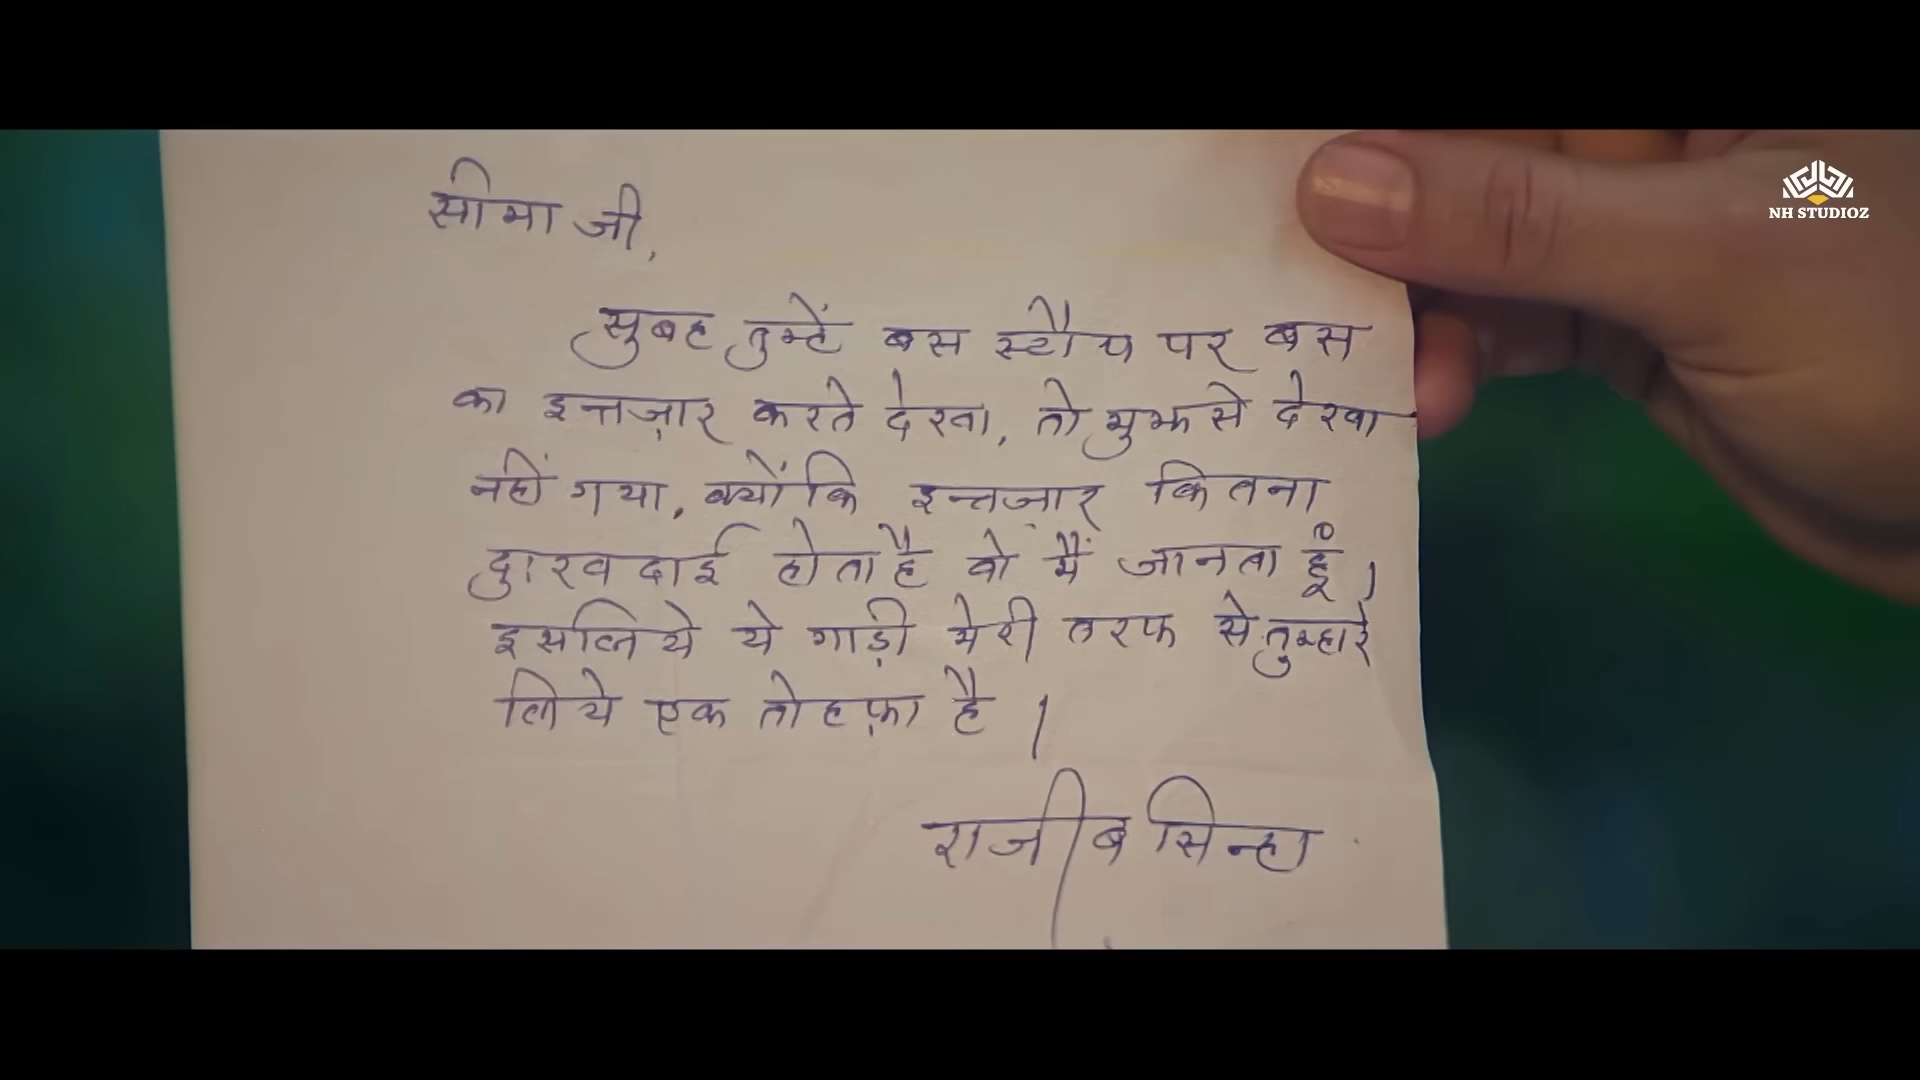 सीमा जी,
NH STUDIOZ
सुबह तुम्हें बस स्टौप पर बस
का इन्तज़ार करते देखा, तो मुझसे देखा
नहीं गया, क्योंकि इन्तज़ार कितना
दुःखदाई होता है वो मैं जानता हूं।
इसलिये ये गाड़ी मेरी तरफ से तुम्हारे
लिये एक तोहफ़ा है।
राजीव सिन्हा